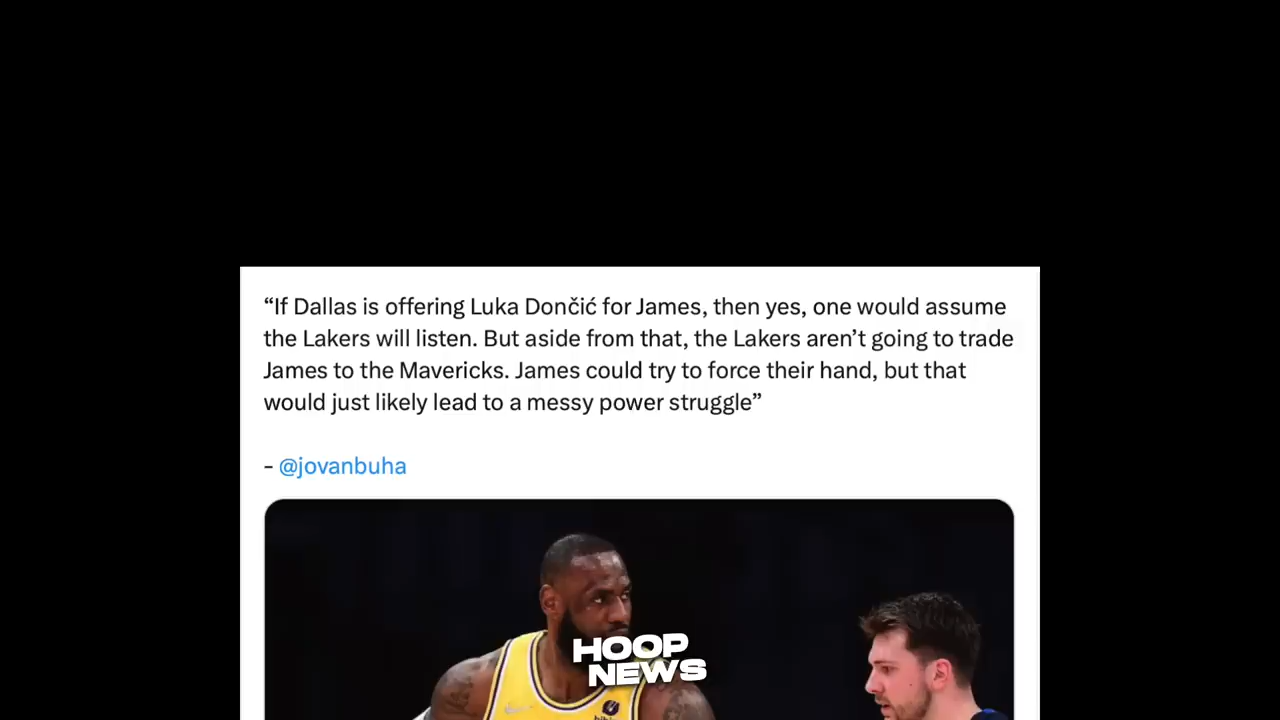 “If Dallas is offering Luka Dončić for James, then yes, one would assume
the Lakers will listen. But aside from that, the Lakers aren’t going to trade
James to the Mavericks. James could try to force their hand, but that
would just likely lead to a messy power struggle”
- @jovanbuha
HOOP
NEWS